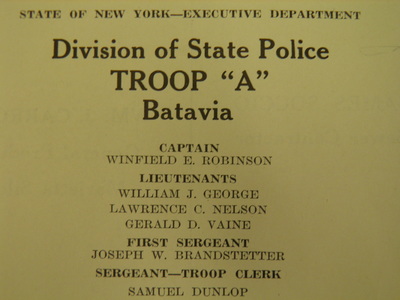 STATE OF NEW YORK—EXECUTIVE DEPARTMENT
Division of State Police
TROOP “A”
Batavia
CAPTAIN
WINFIELD E. ROBINSON
LIEUTENANTS
WILLIAM J. GEORGE
LAWRENCE C. NELSON
GERALD D. VAINE
FIRST SERGEANT
JOSEPH W. BRANDSTETTER
SERGEANT—TROOP CLERK
SAMUEL DUNLOP